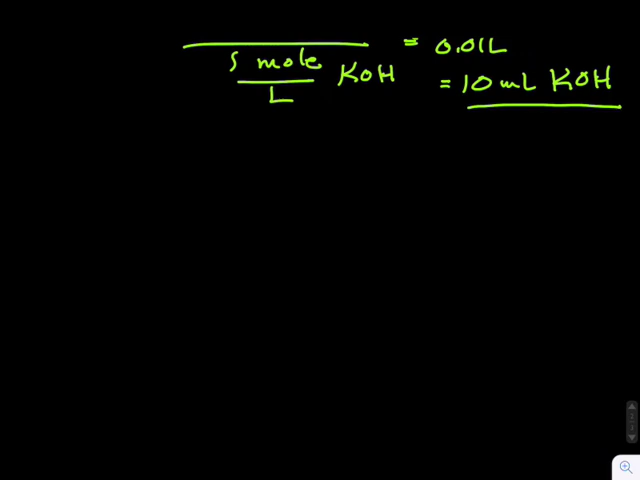 = 0.01L
5 mole
L
KOH
= 10 mL KOH